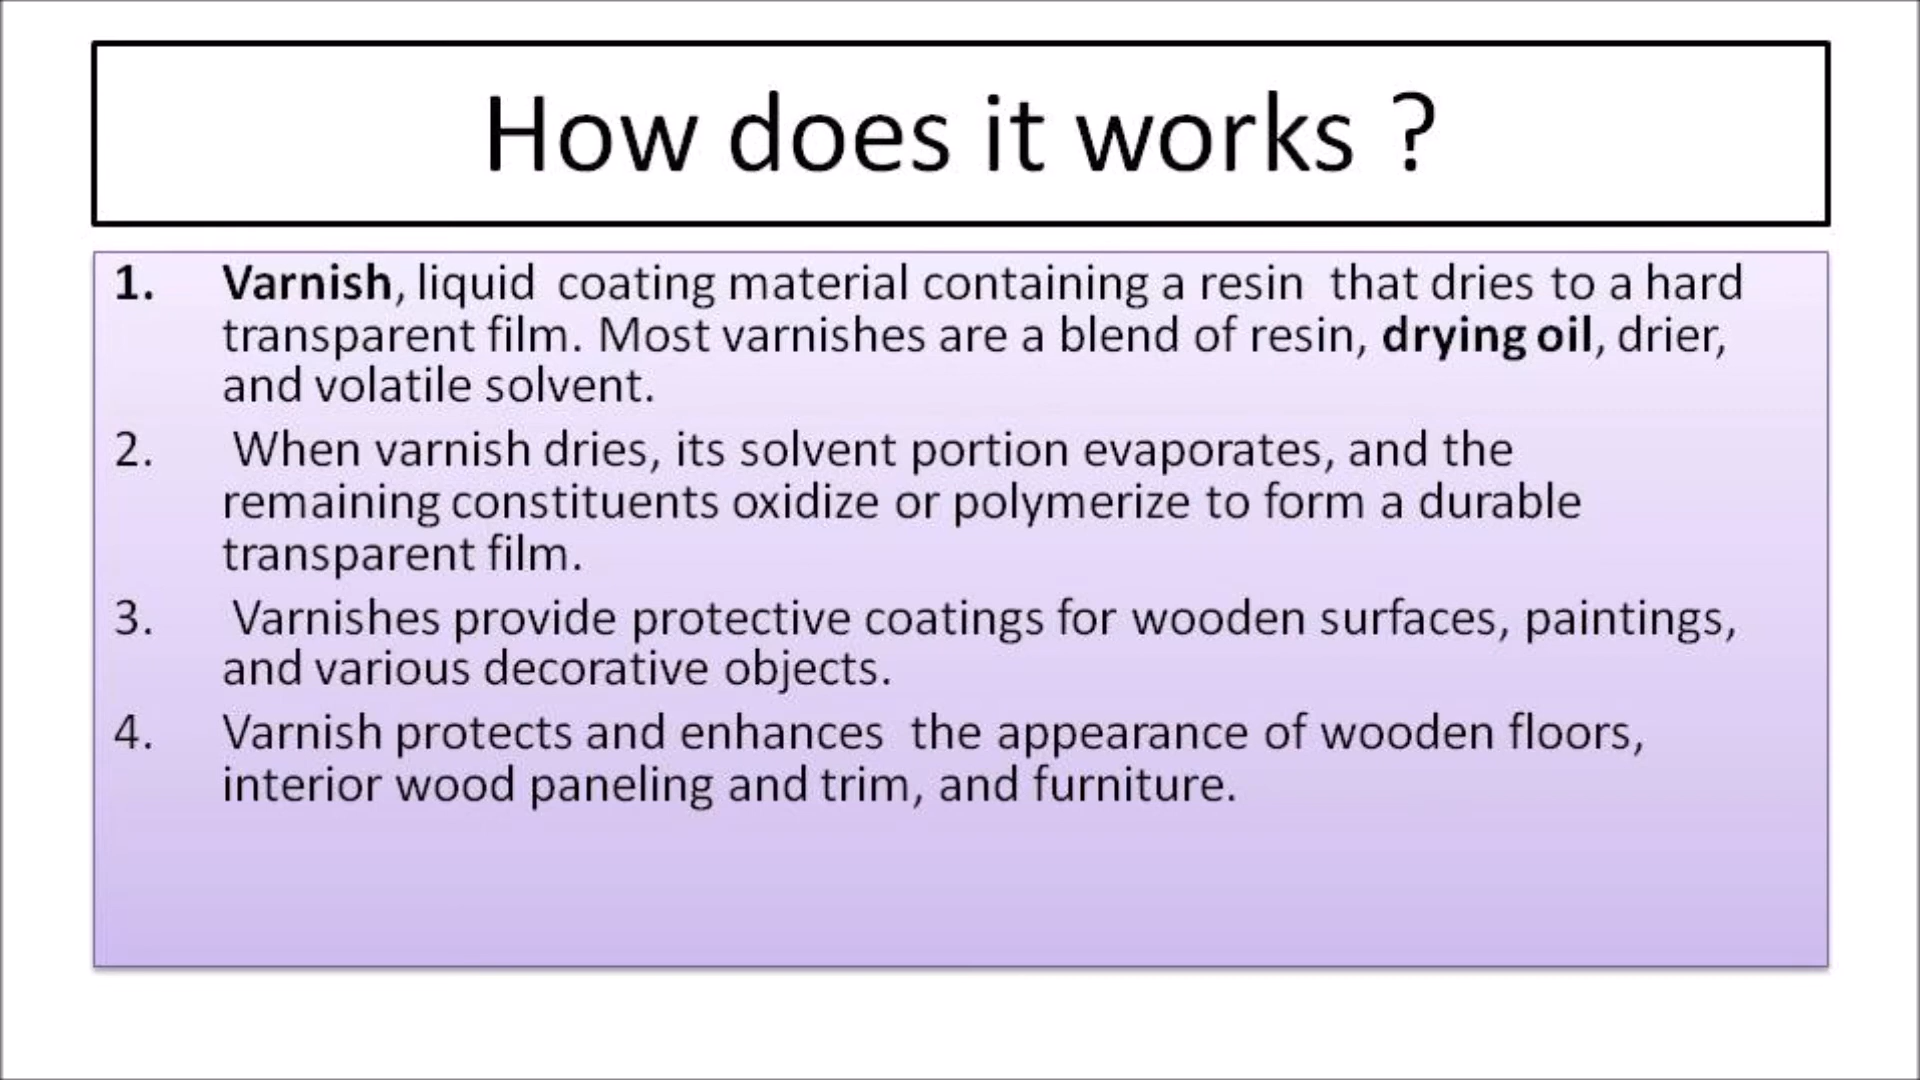 How does it works ?
1. Varnish, liquid coating material containing a resin that dries to a hard
transparent film. Most varnishes are a blend of resin, drying oil, drier,
and volatile solvent.
2. When varnish dries, its solvent portion evaporates, and the
remaining constituents oxidize or polymerize to form a durable
transparent film.
3. Varnishes provide protective coatings for wooden surfaces, paintings,
and various decorative objects.
4. Varnish protects and enhances the appearance of wooden floors,
interior wood paneling and trim, and furniture.